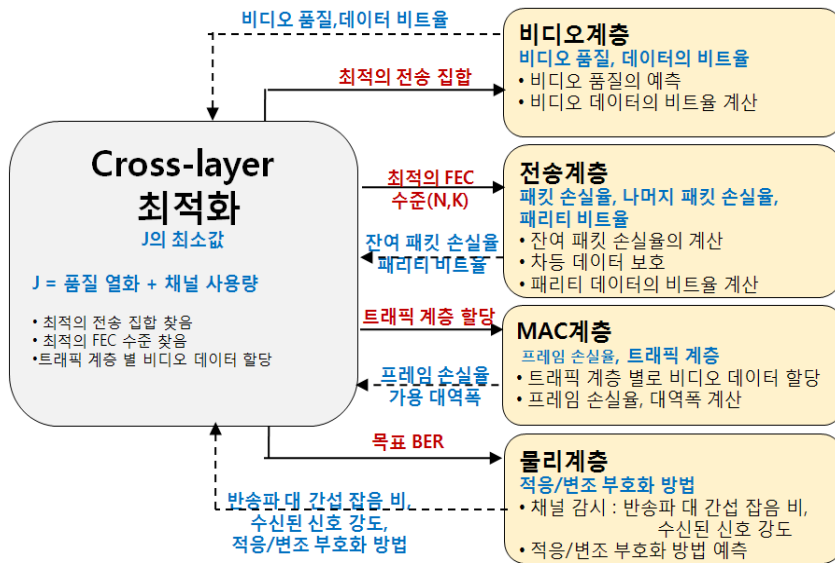 비디오 품질,데이터 비트율
최적의 전송 집합
비디오계층
비디오 품질, 데이터의 비트율
• 비디오 품질의 예측
• 비디오 데이터의 비트율 계산
Cross-layer
최적화
J의 최소값
J = 품질 열화 + 채널 사용량
• 최적의 전송 집합 찾음
• 최적의 FEC 수준 찾음
•트래픽 계층 별 비디오 데이터 할당
최적의 FEC
수준(N,K)
잔여 패킷 손실율
패리티 비트율
전송계층
패킷 손실율, 나머지 패킷 손실율,
패리티 비트율
• 잔여 패킷 손실율의 계산
• 차등 데이터 보호
• 패리티 데이터의 비트율 계산
트래픽 계층 할당
프레임 손실율
가용 대역폭
MAC계층
프레임 손실율, 트래픽 계층
• 트래픽 계층 별로 비디오 데이터 할당
• 프레임 손실율, 대역폭 계산
목표 BER
반송파 대 간섭 잡음 비,
수신된 신호 강도,
적응/변조 부호화 방법
물리계층
적응/변조 부호화 방법
• 채널 감시 : 반송파 대 간섭 잡음 비,
수신된 신호 강도
• 적응/변조 부호화 방법 예측